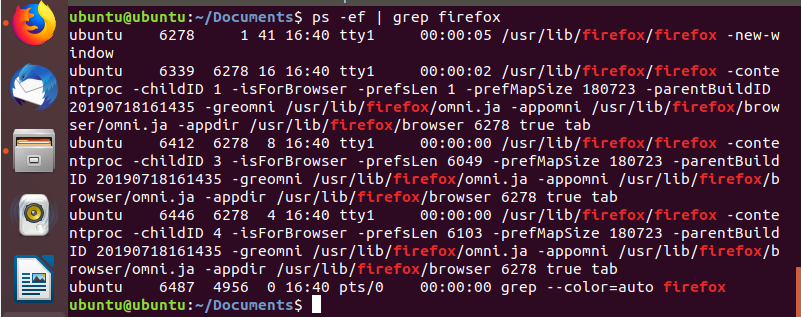 ubuntu@ubuntu:~/Documents$ ps -ef | grep firefox
ubuntu    6278     1 41 16:40 tty1     00:00:05 /usr/lib/firefox/firefox -new-w
indow
ubuntu    6339  6278 16 16:40 tty1     00:00:02 /usr/lib/firefox/firefox -conte
ntproc -childID 1 -isForBrowser -prefsLen 1 -prefMapSize 180723 -parentBuildID
20190718161435 -greomni /usr/lib/firefox/omni.ja -appomni /usr/lib/firefox/brow
ser/omni.ja -appdir /usr/lib/firefox/browser 6278 true tab
ubuntu    6412  6278  8 16:40 tty1     00:00:00 /usr/lib/firefox/firefox -conte
ntproc -childID 3 -isForBrowser -prefsLen 6049 -prefMapSize 180723 -parentBuild
ID 20190718161435 -greomni /usr/lib/firefox/omni.ja -appomni /usr/lib/firefox/b
rowser/omni.ja -appdir /usr/lib/firefox/browser 6278 true tab
ubuntu    6446  6278  4 16:40 tty1     00:00:00 /usr/lib/firefox/firefox -conte
ntproc -childID 4 -isForBrowser -prefsLen 6103 -prefMapSize 180723 -parentBuild
ID 20190718161435 -greomni /usr/lib/firefox/omni.ja -appomni /usr/lib/firefox/b
rowser/omni.ja -appdir /usr/lib/firefox/browser 6278 true tab
ubuntu    6487  4956  0 16:40 pts/0    00:00:00 grep --color=auto firefox
ubuntu@ubuntu:~/Documents$